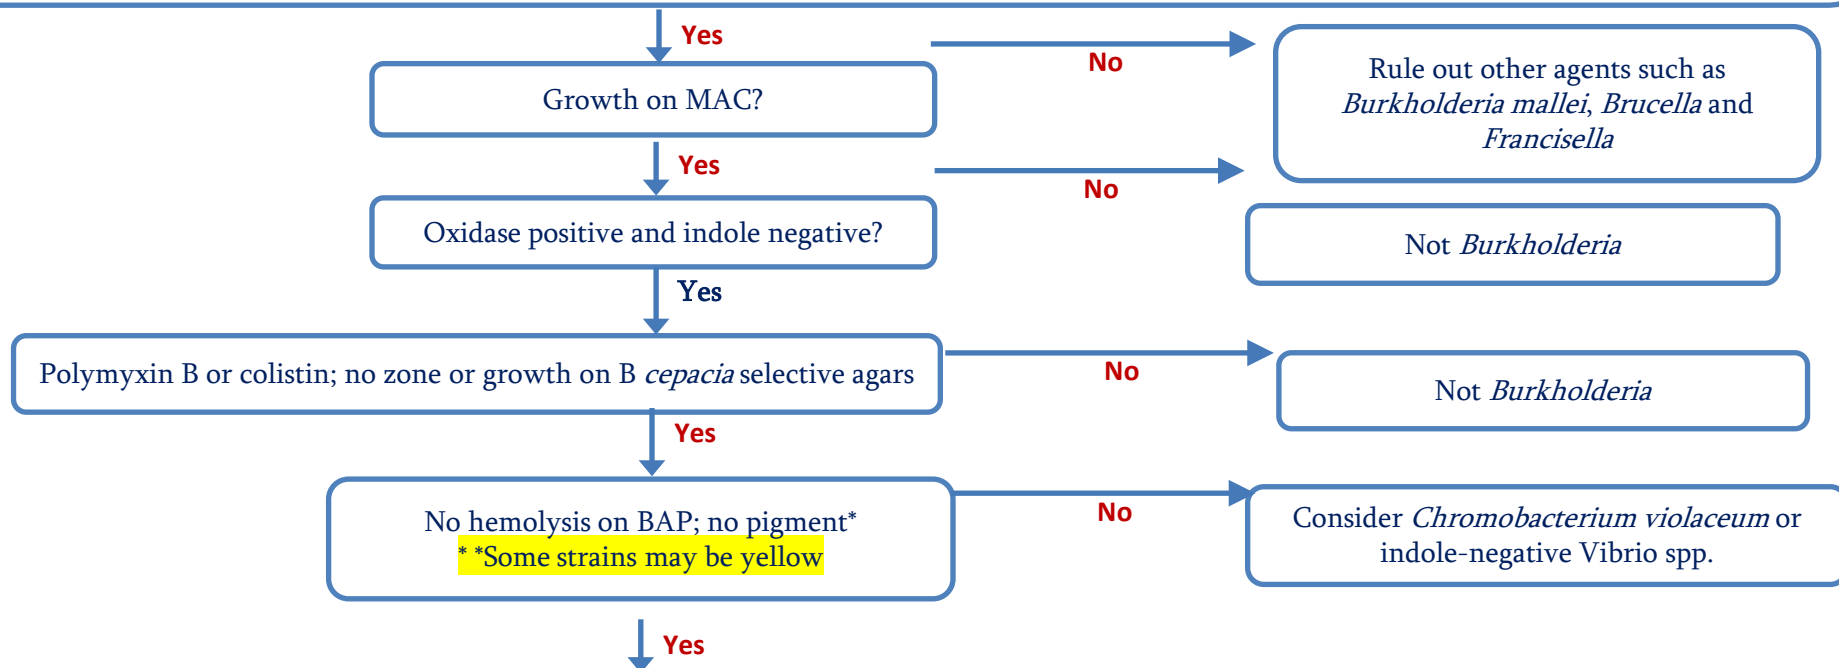 Yes
No
Growth on MAC?
Rule out other agents such as
Burkholderia mallei, Brucella and
Francisella
Yes
No
Oxidase positive and indole negative?
Not Burkholderia
Yes
Polymyxin B or colistin; no zone or growth on B cepacia selective agars
No
Not Burkholderia
Yes
No hemolysis on BAP; no pigment*
* *Some strains may be yellow
No
Consider Chromobacterium violaceum or
indole-negative Vibrio spp.
Yes